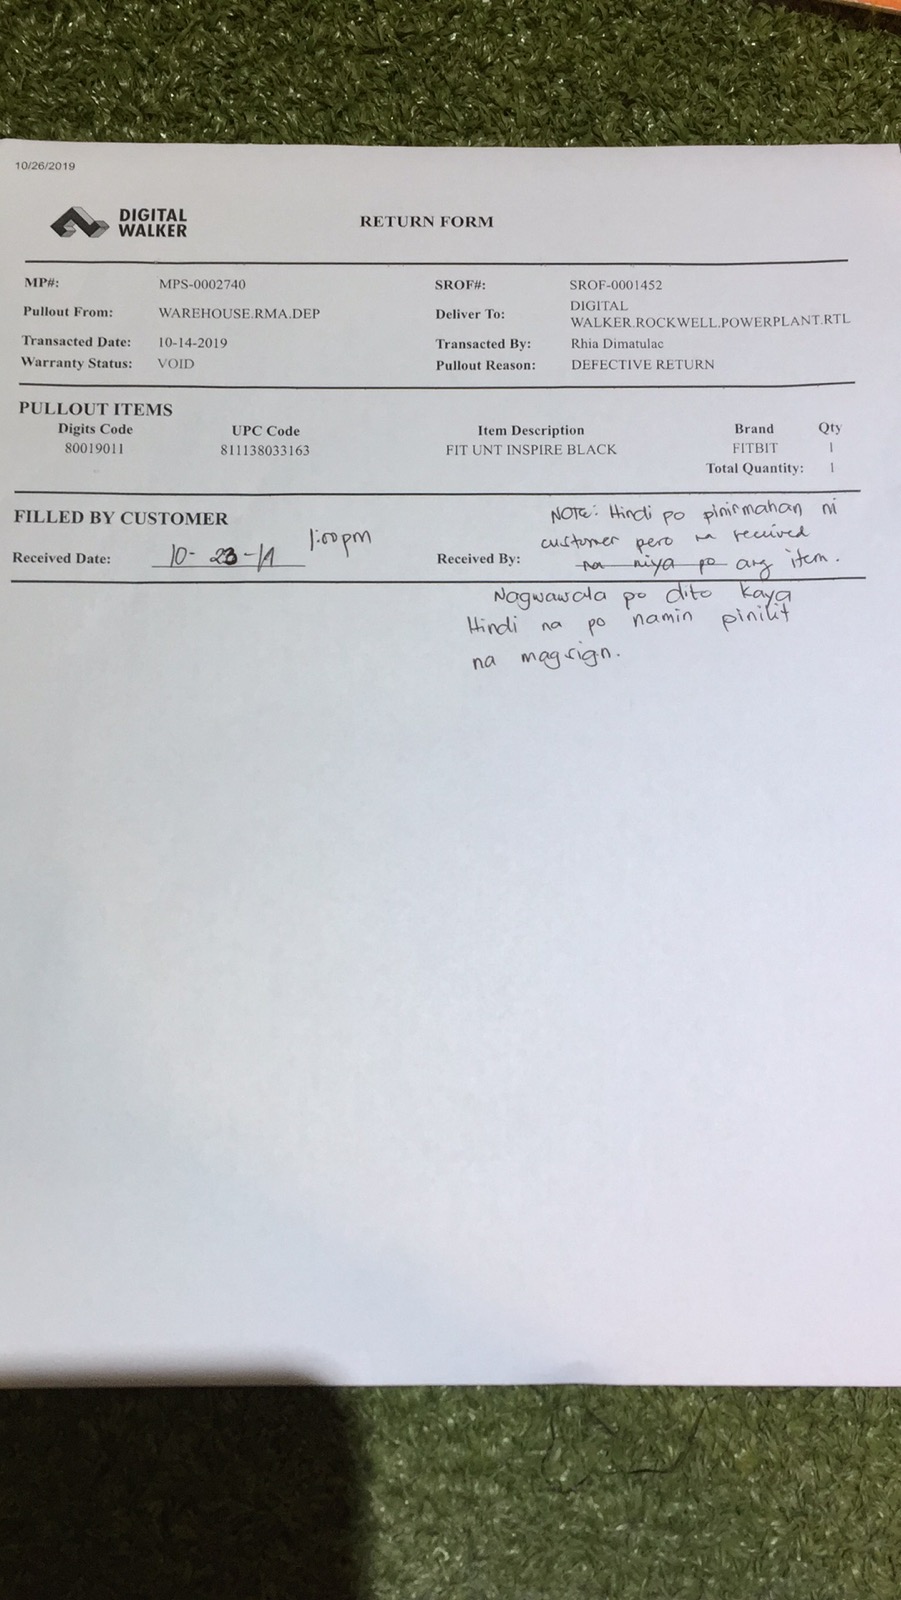 10/26/2019
DIGITAL
WALKER
RETURN FORM
MP#: MPS-0002740 SROF#: SROF-0001452
Pullout From: WAREHOUSE.RMA.DEP Deliver To: DIGITAL
WALKER.ROCKWELL.POWERPLANT.RTL
Transacted Date: 10-14-2019 Transacted By: Rhia Dimatulac
Warranty Status: VOID Pullout Reason: DEFECTIVE RETURN
PULLOUT ITEMS
Digits Code UPC Code Item Description Brand Qty
80019011 811138033163 FIT UNT INSPIRE BLACK FITBIT 1
Total Quantity: 1
FILLED BY CUSTOMER
Received Date: 10- 23 -19 1:00pm Received By:
NOTE: Hindi po pinirmahan ni
customer pero na received
na niya po ang item.
Nagwawala po dito kaya
Hindi na po namin pinilit
na magsign.